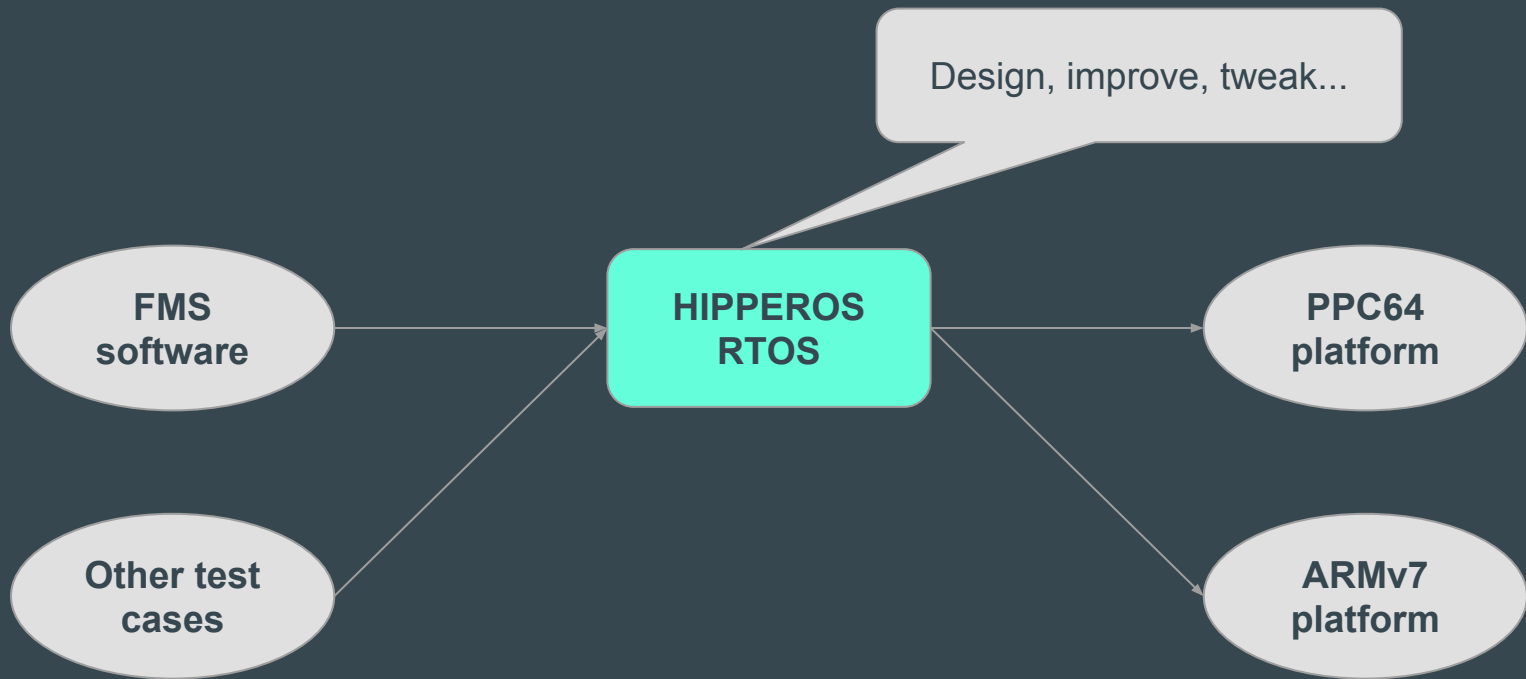 Design, improve, tweak...
FMS
software
HIPPEROS
RTOS
PPC64
platform
Other test
cases
ARMv7
platform